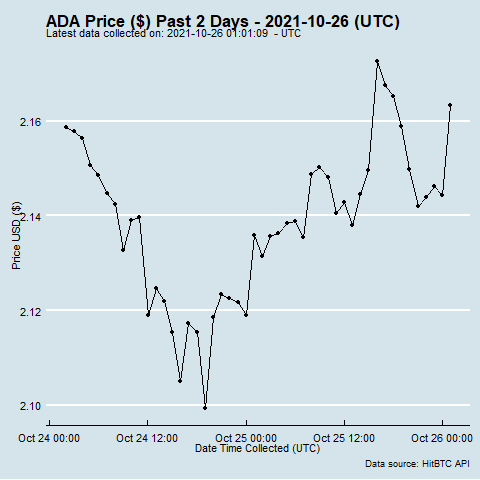 ADA Price ($) Past 2 Days - 2021-10-26 (UTC)
Latest data collected on: 2021-10-26 01:01:09 - UTC
2.16
2.14
2.12
2.10
Price USD ($)
Oct 24 00:00
Oct 24 12:00
Oct 25 00:00
Oct 25 12:00
Oct 26 00:00
Date Time Collected (UTC)
Data source: HitBTC API